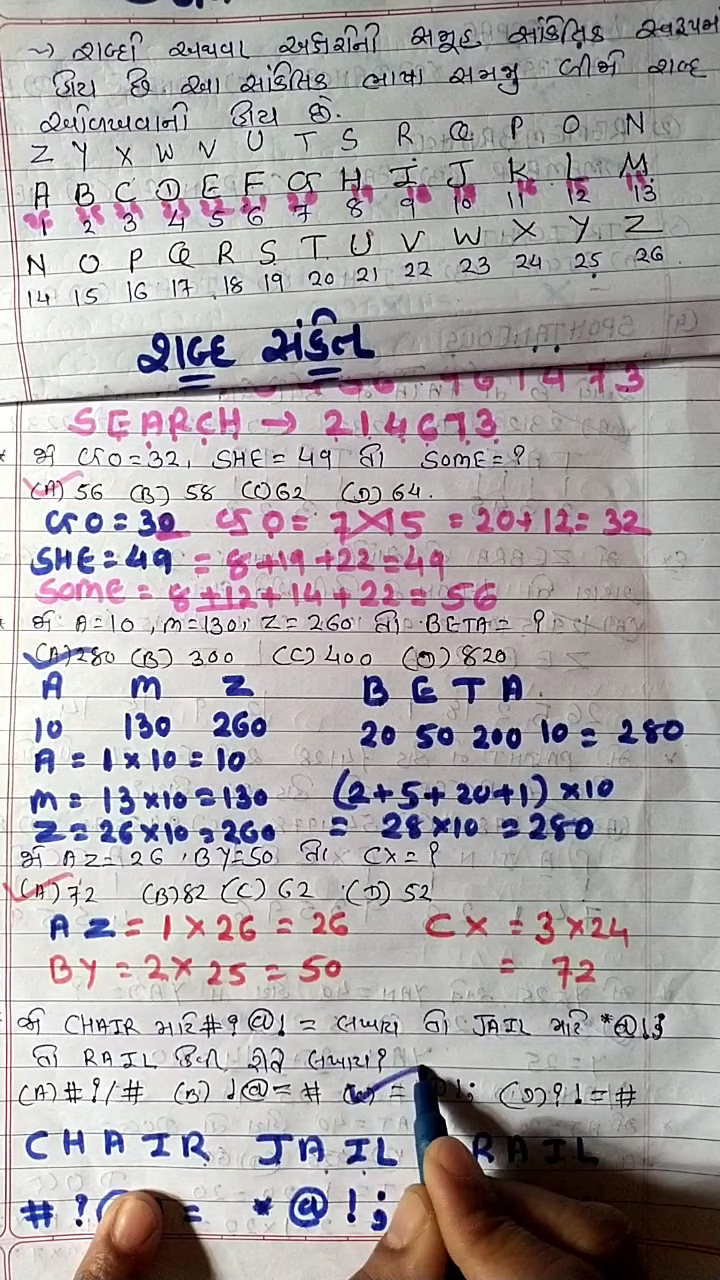 ~) શબ્દો અથવા અક્ષરોની સમૂહ સાંકેતિક સ્વરૂપમાં
હોય છે આ સાંકેતિક ભાષા સમજી બીજો શબ્દ
ઓળખવાનો હોય છે.
Z Y X W V U T S R Q P O N
A B C D E F G H I J K L M
1 2 3 4 5 6 7 8 9 10 11 12 13
N O P Q R S T U V W X Y Z
14 15 16 17 18 19 20 21 22 23 24 25 26
શબ્દ સંકેત
SEARCH → 214673
* જો GO=32, SHE=49 તો SOME=?
(A) 56 (B) 58 (C) 62 (D) 64.
GO=30 GO= 7×15 = 20+12= 32
SHE=49 = 8+19+22=49
SOME = 8+12+14+22=56
* જો A=10, M=130, Z=260 તો BETA= ?
(A) 280 (B) 300 (C) 400 (D) 820
A M Z B E T A.
10 130 260 20 50 200 10 = 280
A = 1×10=10
M = 13×10=130 (2+5+20+1)×10
Z=26×10=260 = 28×10 =280
જો AZ=26, BY=50 તો CX=?
(A) 72 (B) 82 (C) 62 (D) 52
AZ=1×26=26 CX=3×24
BY=2×25=50 = 72
* જો CHAIR માટે #?@!= લખાય તો JAIL માટે *@!;
તો RAIL કેવી રીતે લખાય?
(A) #?/# (B) !@=# = !; (D) ?!=#
CHAIR JAIL RAIL
#? = *@!;